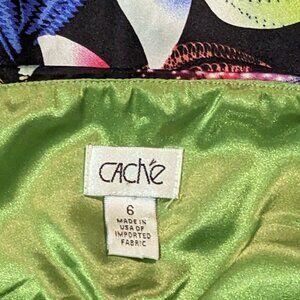 caché
6
MADE IN
USA OF
IMPORTED
FABRIC